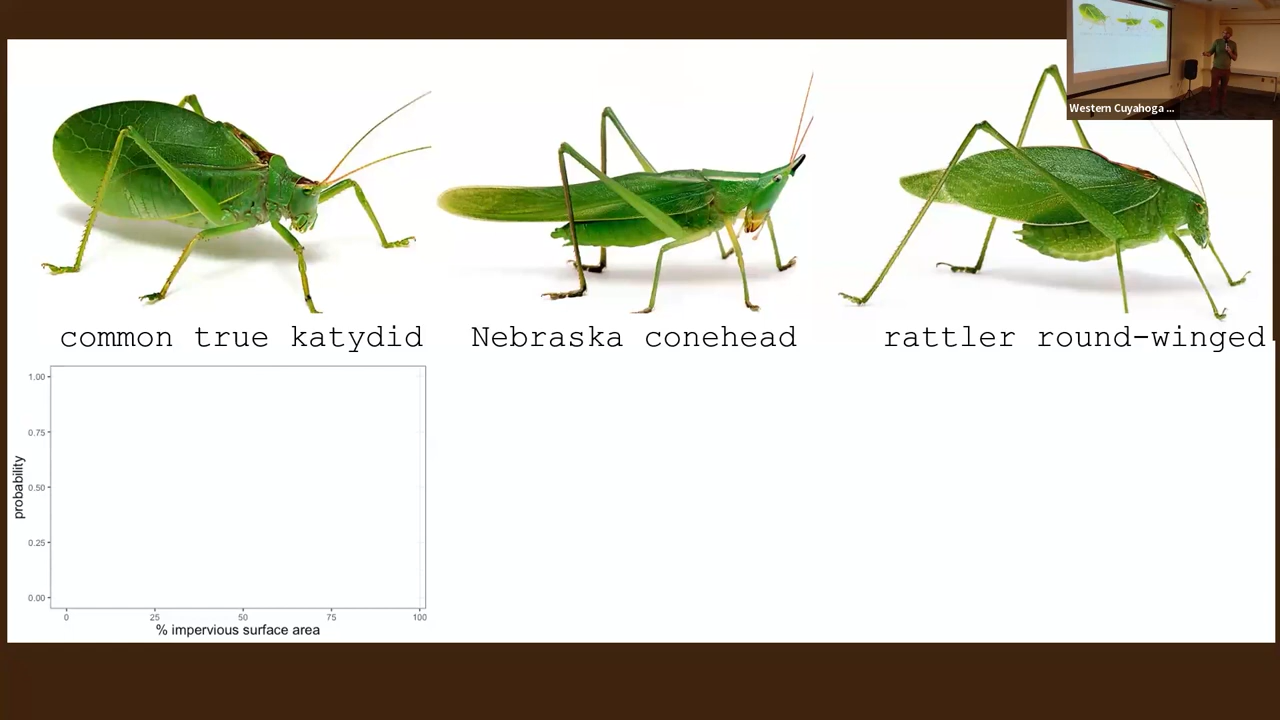 Western Cuyahoga ...
common true katydid
Nebraska conehead
rattler round-winged
1.00
0.75
0.50
0.25
0.00
probability
0
25
50
75
100
% impervious surface area